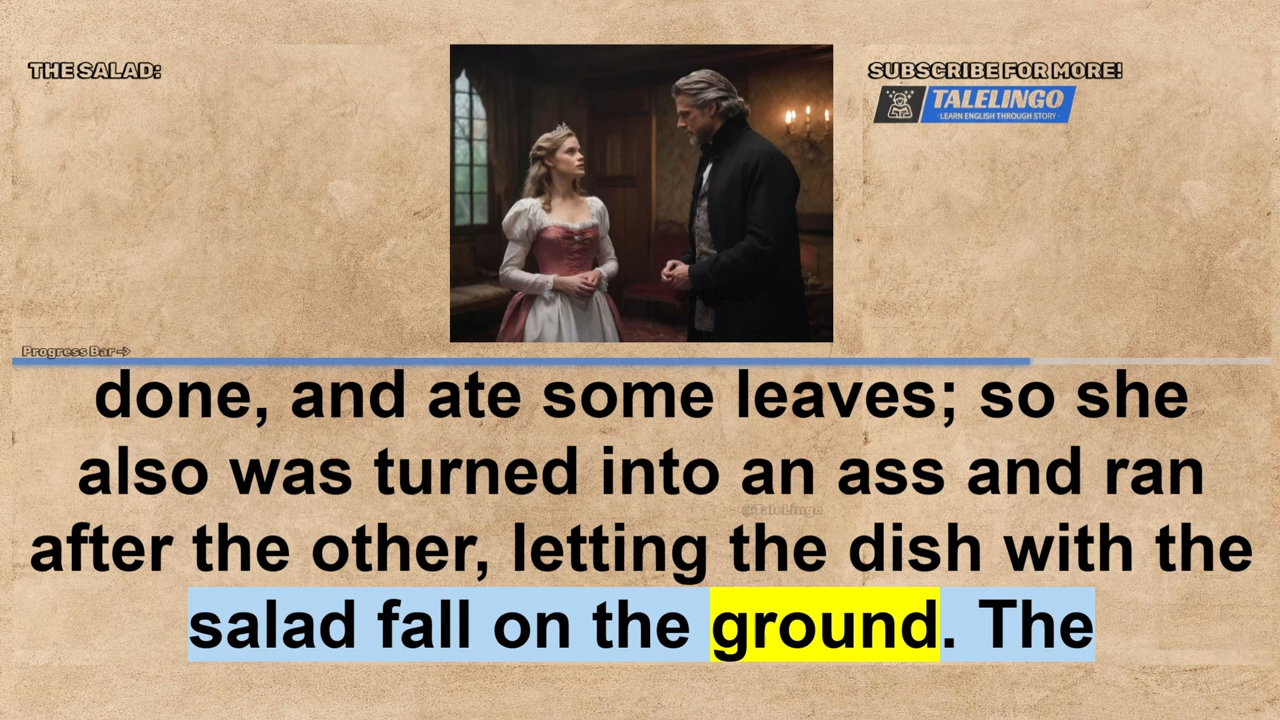 THE SALAD:
SUBSCRIBE FOR MORE!
TALELINGO
·LEARN ENGLISH THROUGH STORY·
Progress Bar->
done, and ate some leaves; so she
also was turned into an ass and ran
@TaleLingo
after the other, letting the dish with the
salad fall on the ground. The